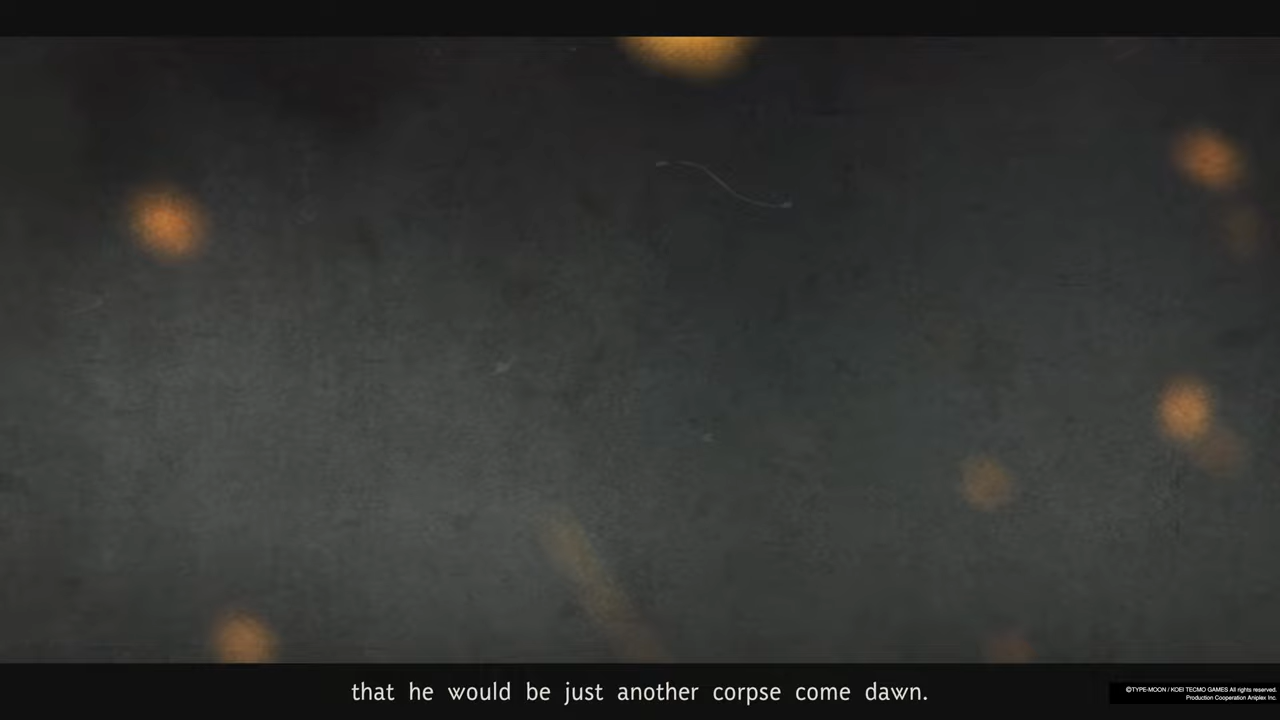 that he would be just another corpse come dawn.
©TYPE-MOON / KOEI TECMO GAMES All rights reserved.
Production Cooperation Aniplex Inc.